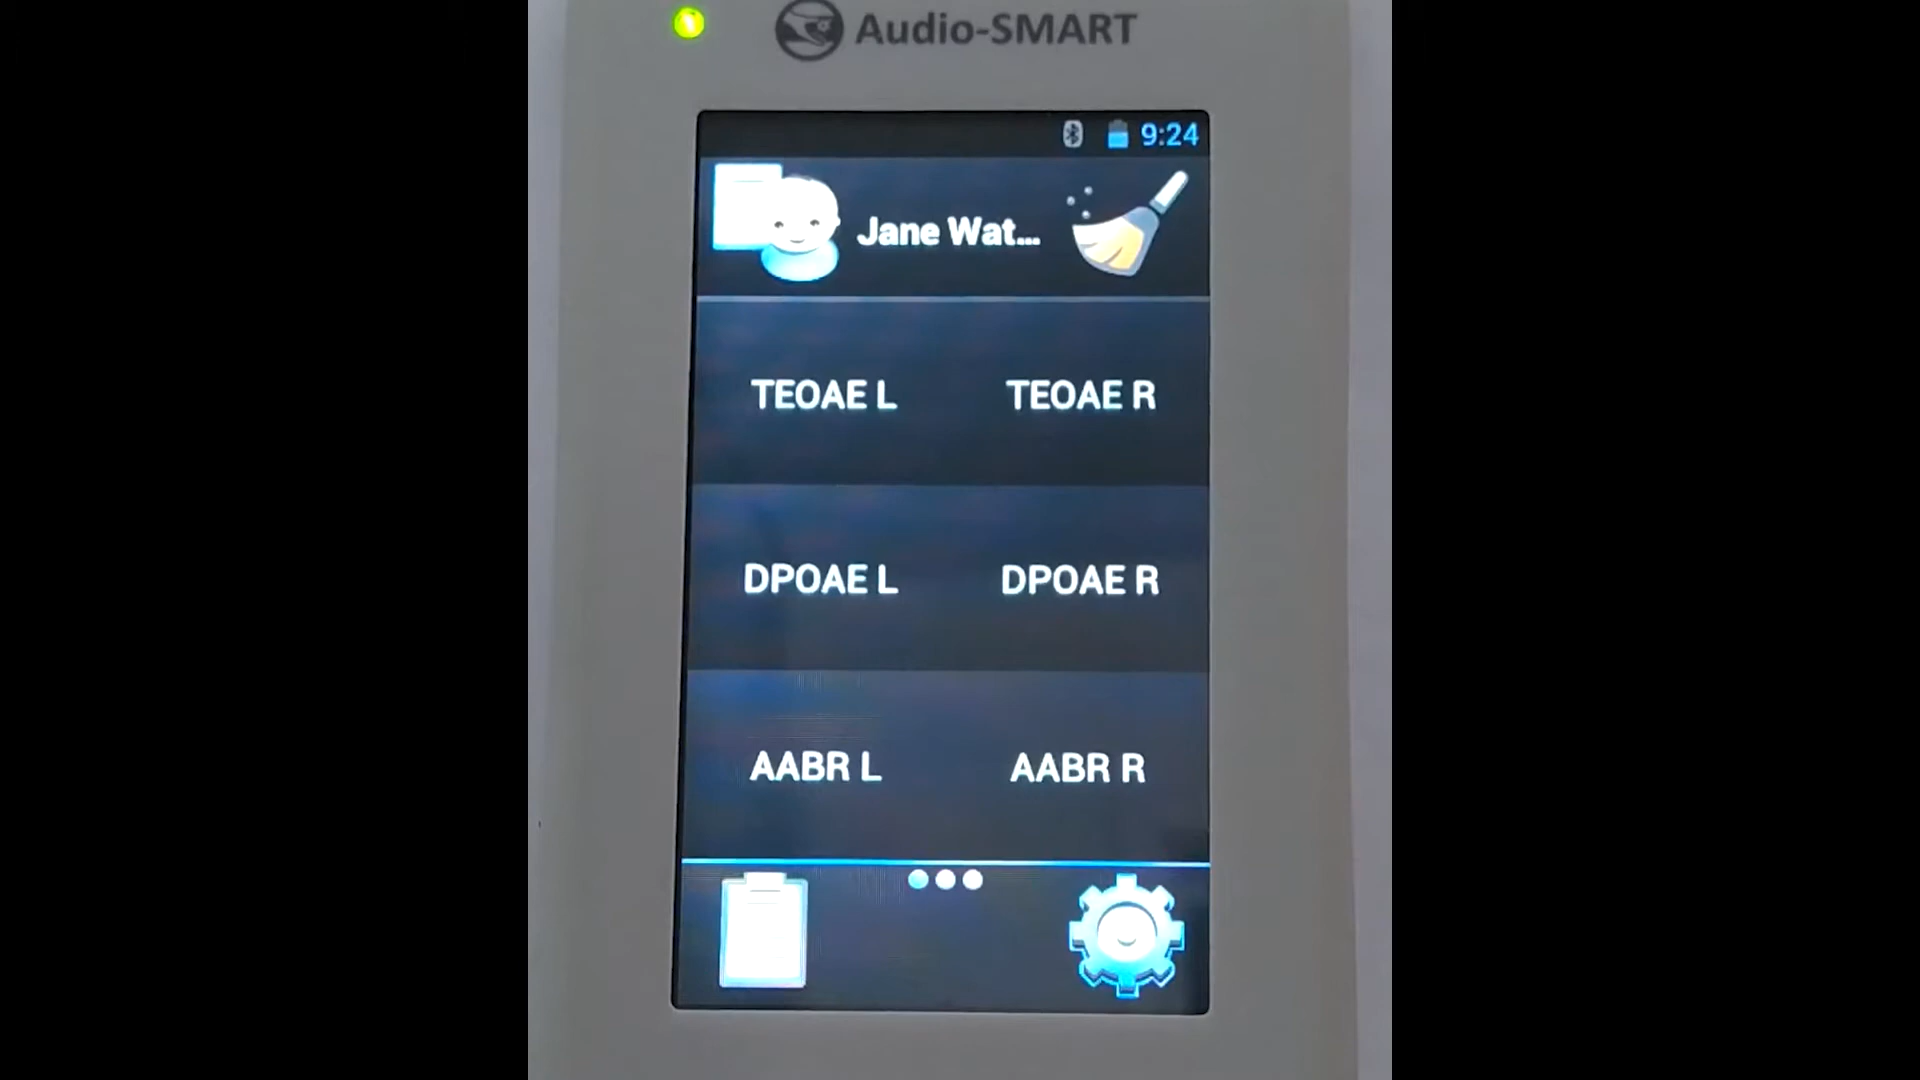 Audio-SMART
9:24
Jane Wat...
TEOAE L TEOAE R
DPOAE L DPOAE R
AABR L AABR R